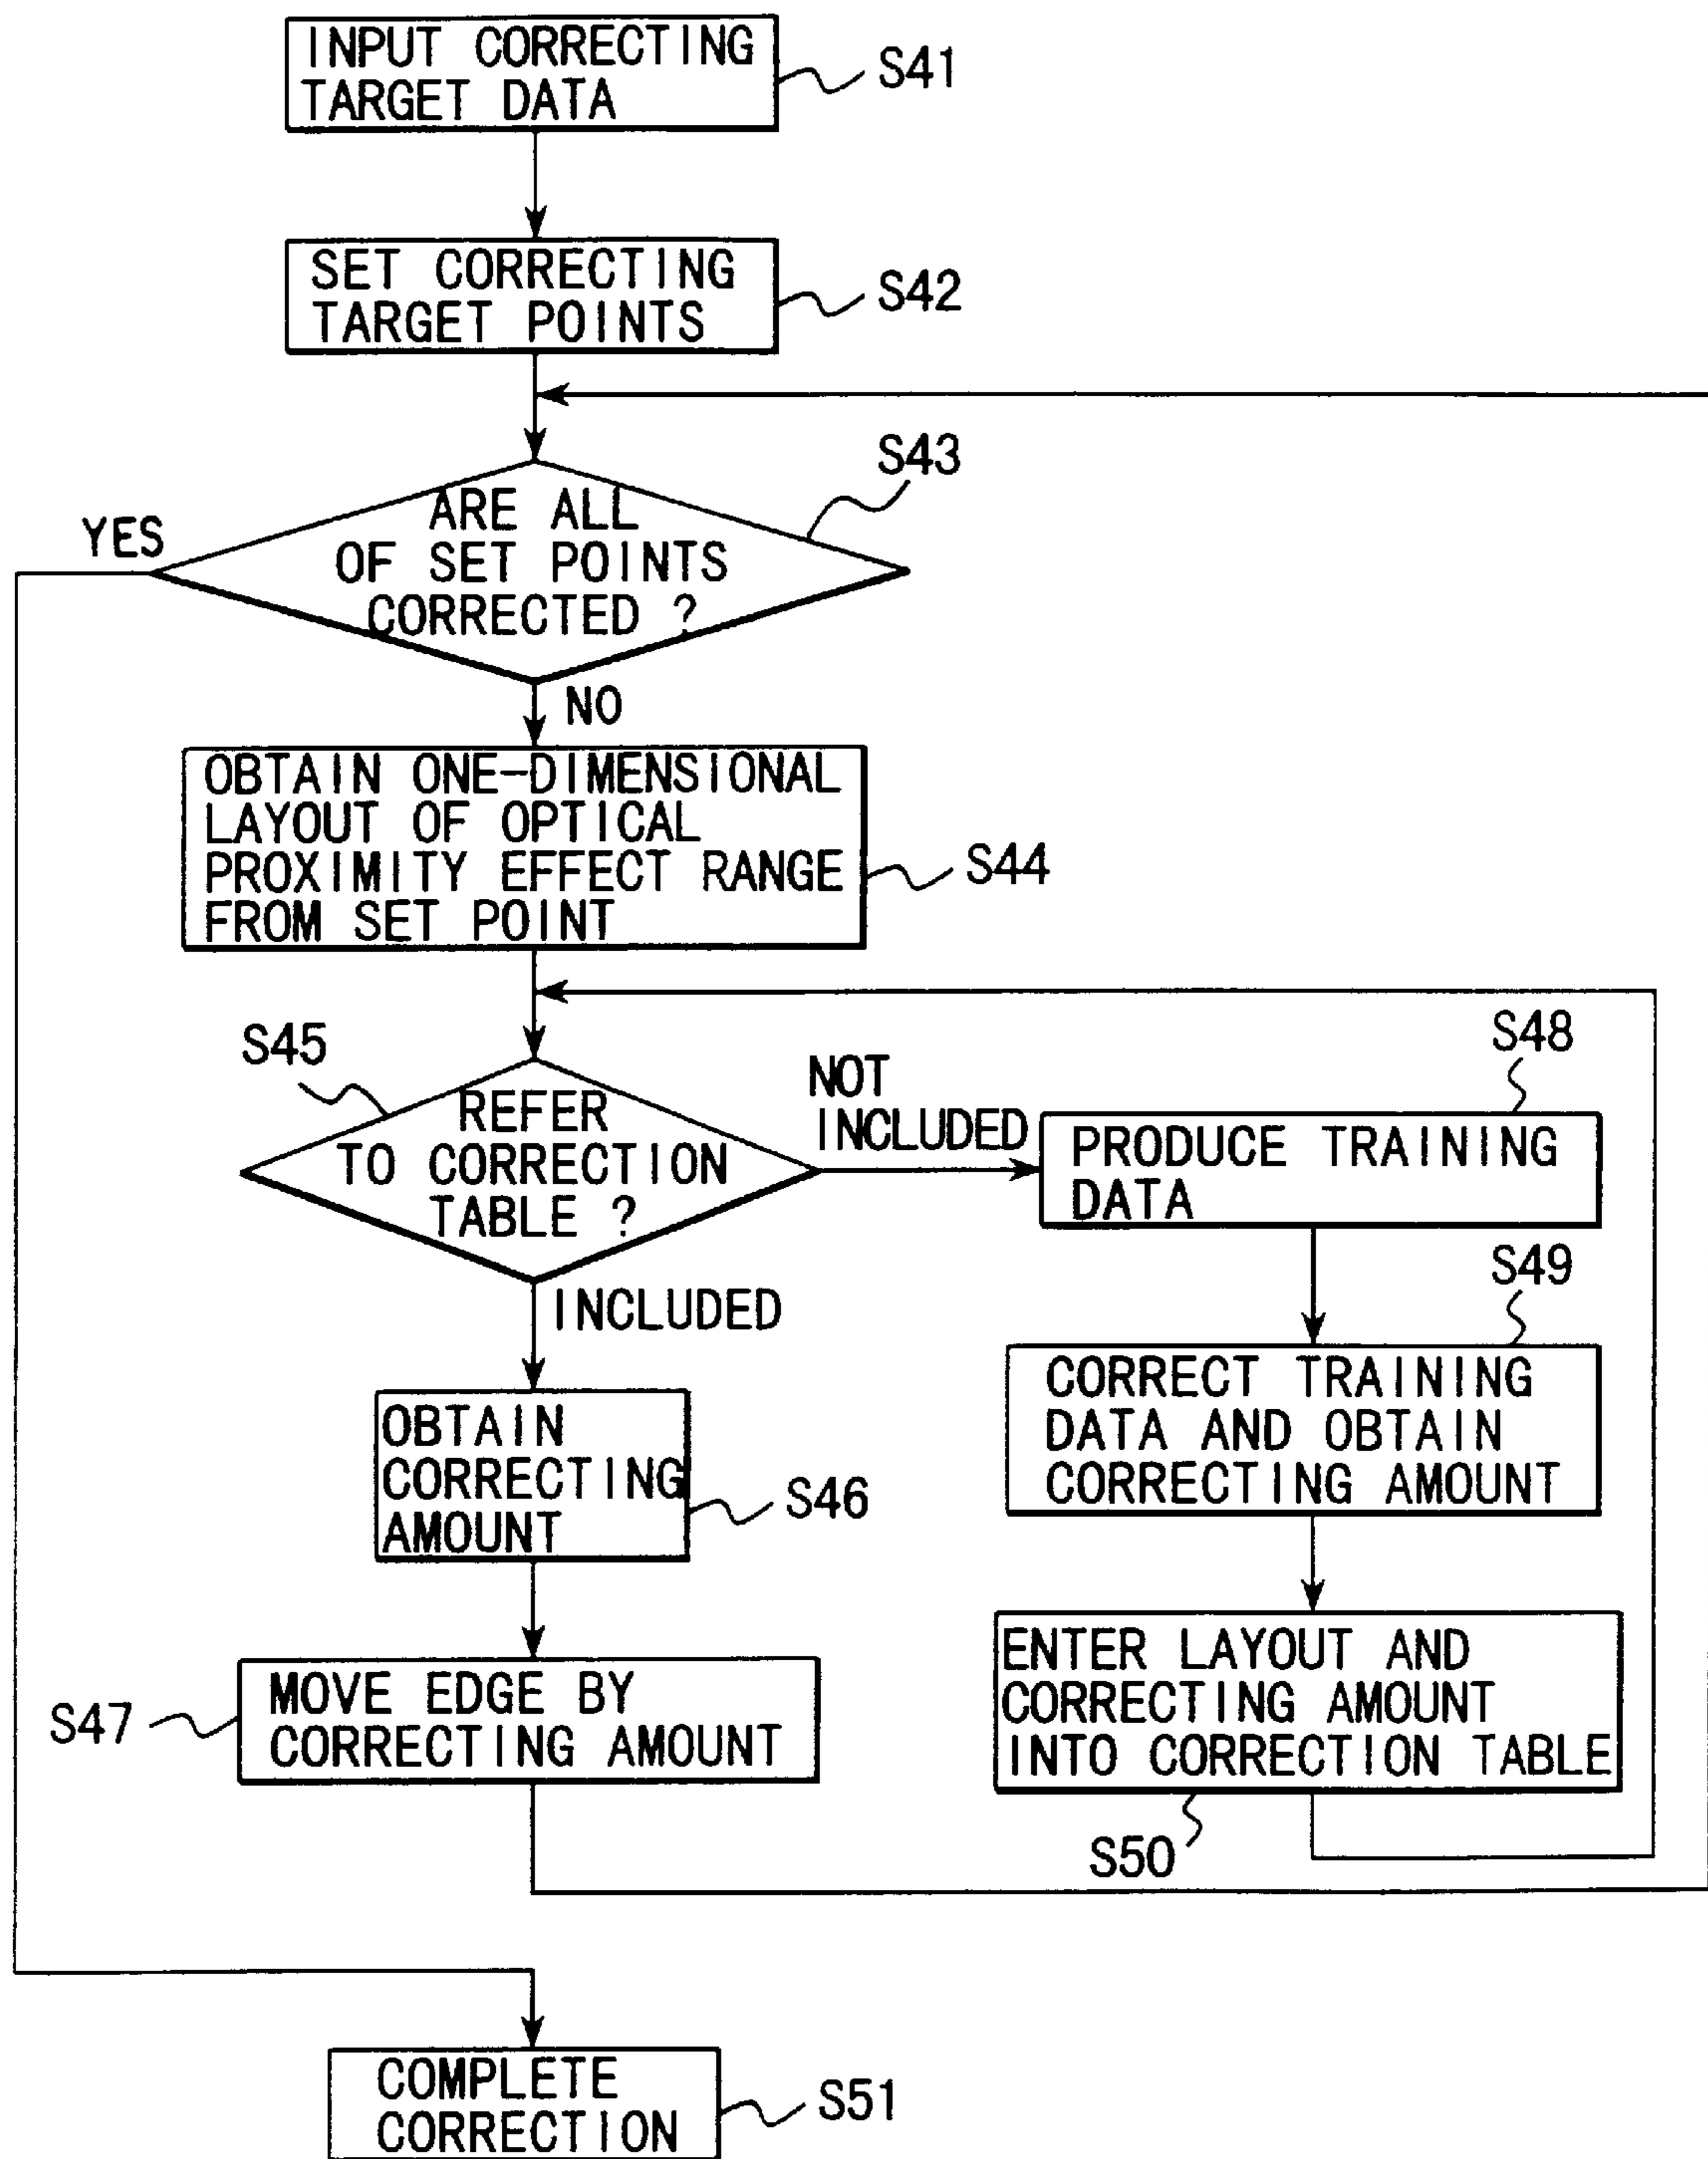 INPUT CORRECTING
TARGET DATA
S41
SET CORRECTING
TARGET POINTS
S42
S43
ARE ALL
OF SET POINTS
CORRECTED ?
YES
NO
OBTAIN ONE-DIMENSIONAL
LAYOUT OF OPTICAL
PROXIMITY EFFECT RANGE
FROM SET POINT
S44
S45
REFER
TO CORRECTION
TABLE ?
NOT
INCLUDED
INCLUDED
S48
PRODUCE TRAINING
DATA
S49
CORRECT TRAINING
DATA AND OBTAIN
CORRECTING AMOUNT
OBTAIN
CORRECTING
AMOUNT
S46
ENTER LAYOUT AND
CORRECTING AMOUNT
INTO CORRECTION TABLE
S50
S47
MOVE EDGE BY
CORRECTING AMOUNT
COMPLETE
CORRECTION
S51